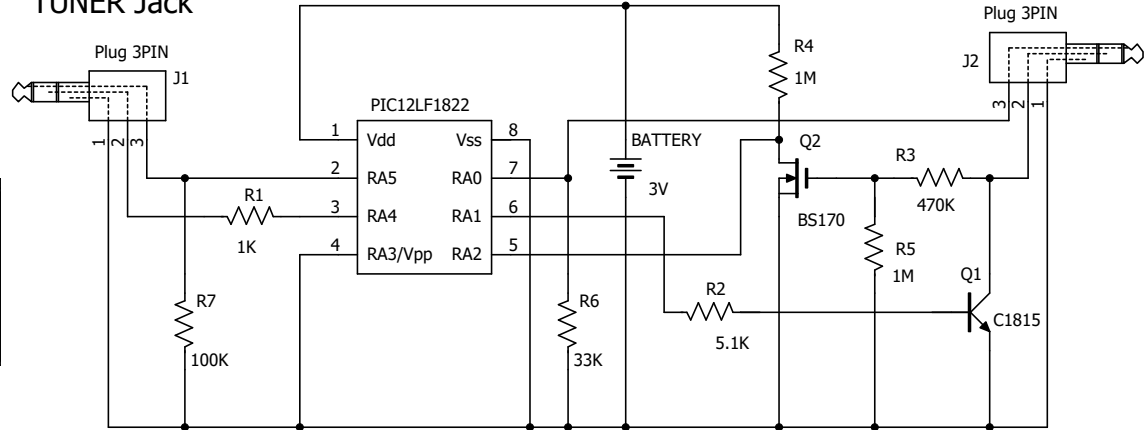 TUNER Jack
Plug 3PIN
J1
1
2
3
R1
1K
R7
100K
PIC12LF1822
1
Vdd
Vss
8
2
RA5
RA0
7
3
RA4
RA1
6
4
RA3/Vpp
RA2
5
BATTERY
3V
R4
1M
Q2
BS170
R3
470K
R5
1M
Q1
C1815
R2
5.1K
R6
33K
Plug 3PIN
J2
3
2
1